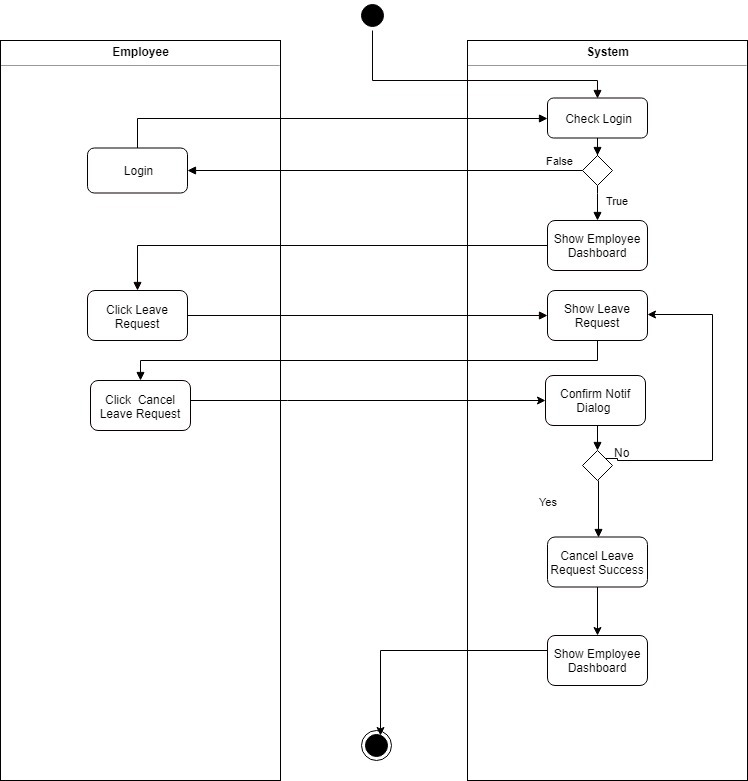 Employee
System
Check Login
False
Login
True
Show Employee
Dashboard
Click Leave
Request
Show Leave
Request
Click  Cancel
Leave Request
Confirm Notif
Dialog
No
Yes
Cancel Leave
Request Success
Show Employee
Dashboard